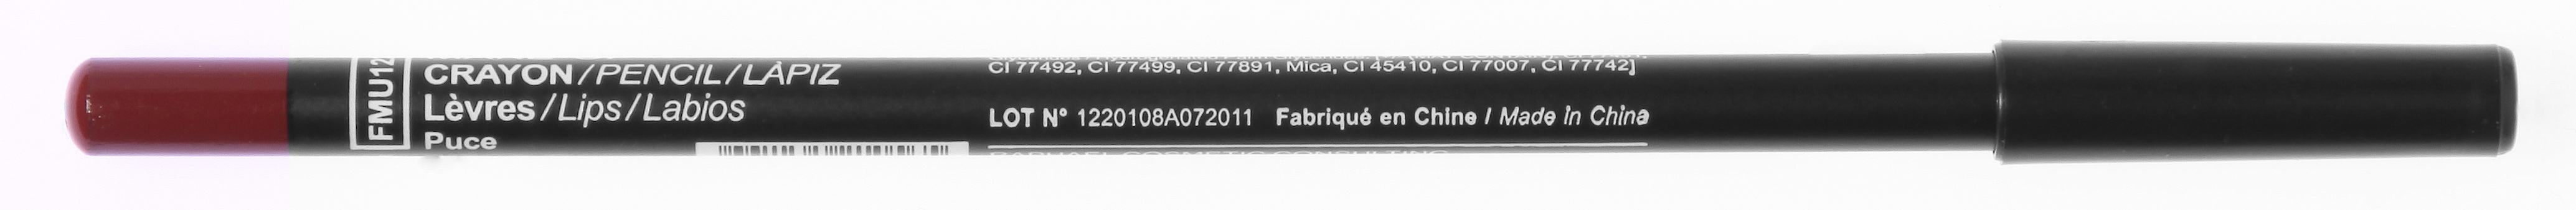 FMU12
CRAYON / PENCIL / LÀPIZ
Lèvres / Lips / Labios
Puce
CI 77492, CI 77499, CI 77891, Mica, CI 45410, CI 77007, CI 77742]
LOT N° 1220108A072011 Fabriqué en Chine / Made in China